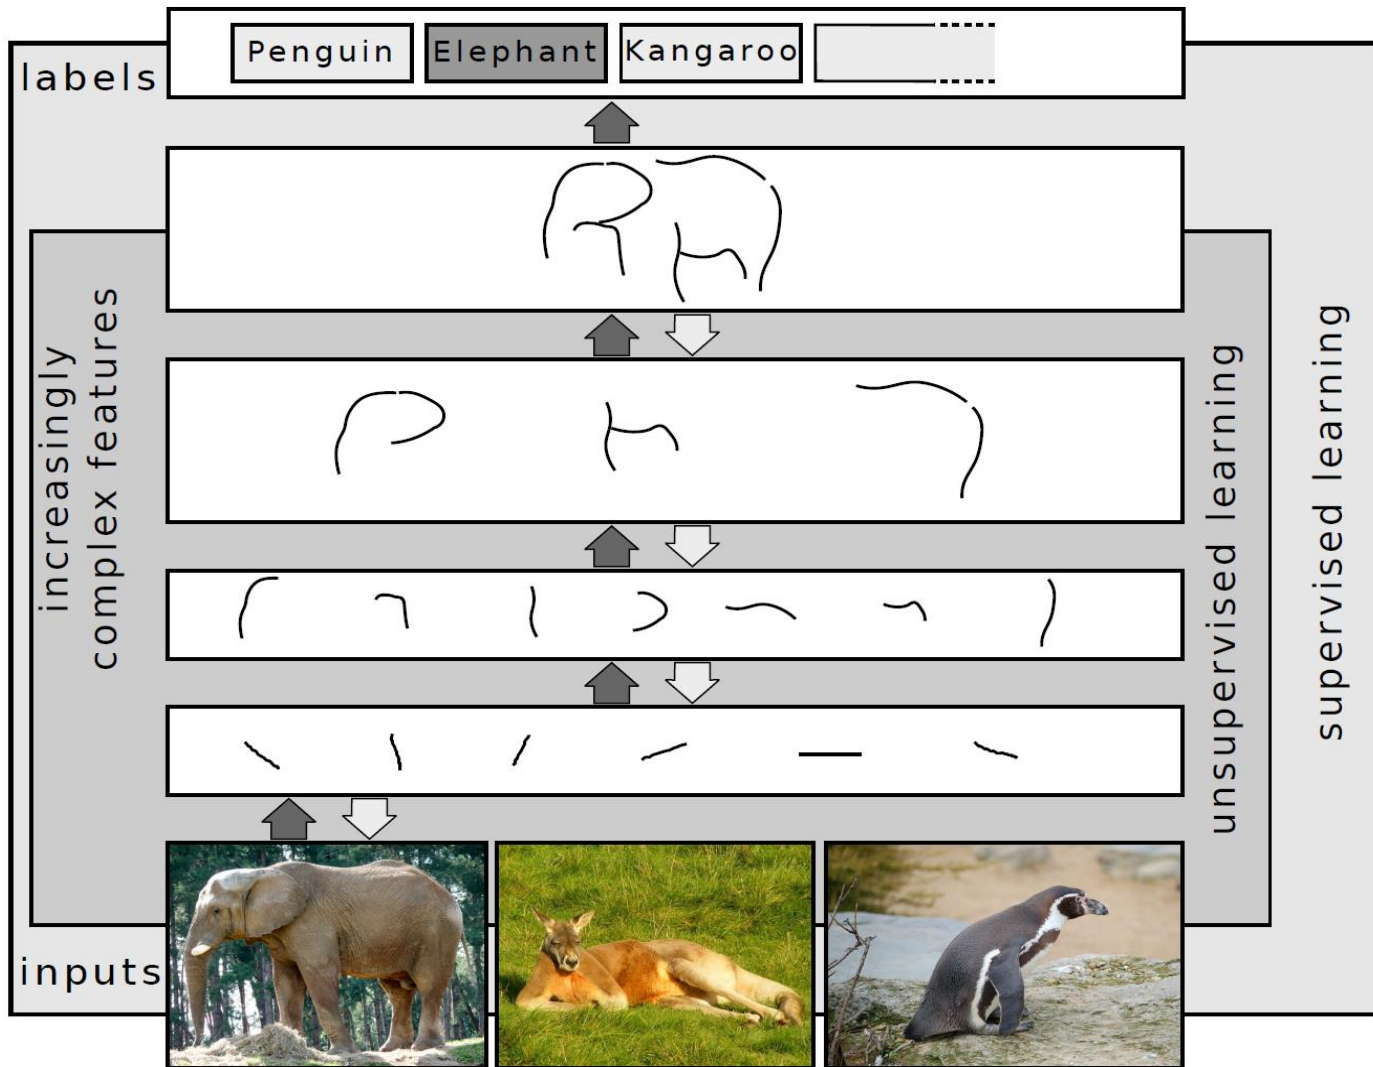 Penguin
Elephant
Kangaroo
labels
increasingly
complex features
unsupervised learning
supervised learning
inputs